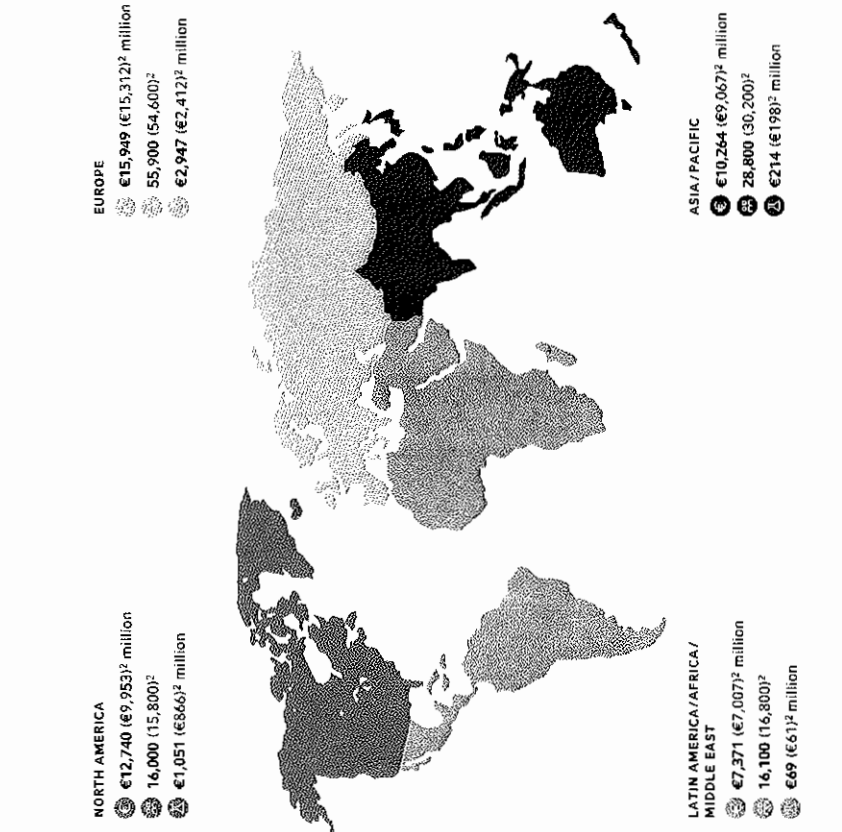 NORTH AMERICA
€12,740 (€9,953)² million
16,000 (15,800)²
€1,051 (€866)² million
EUROPE
€15,949 (€15,312)² million
55,900 (54,600)²
€2,947 (€2,412)² million
LATIN AMERICA/AFRICA/
MIDDLE EAST
€7,371 (€7,007)² million
16,100 (16,800)²
€69 (€61)² million
ASIA/PACIFIC
€10,264 (€9,067)² million
28,800 (30,200)²
€214 (€198)² million